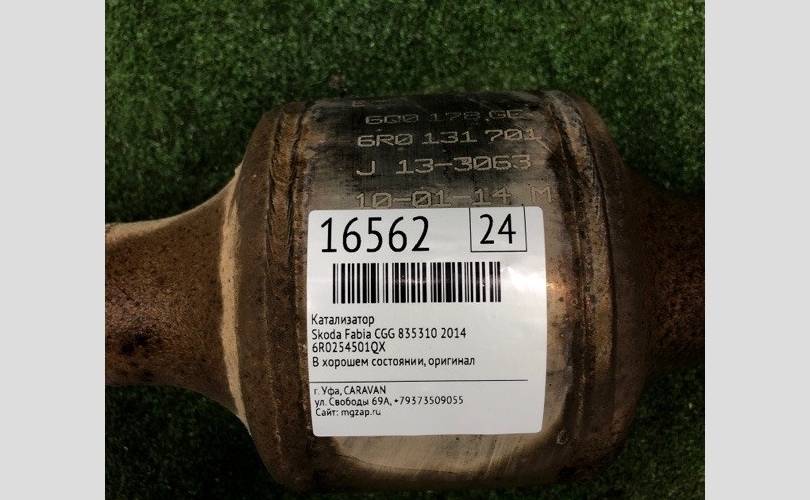 6Q0 178 GE
6R0 131 701
J 13-3063
10-01-14 M
16562 24
Катализатор
Skoda Fabia CGG 835310 2014
6R0254501QX
В хорошем состоянии, оригинал
г. Уфа, CARAVAN
ул. Свободы 69А, +79373509055
Сайт: mgzap.ru